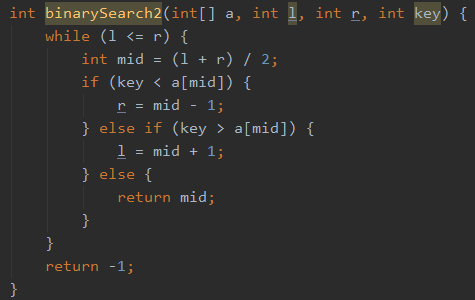 int binarySearch2(int[] a, int l, int r, int key) {
    while (l <= r) {
        int mid = (l + r) / 2;
        if (key < a[mid]) {
            r = mid - 1;
        } else if (key > a[mid]) {
            l = mid + 1;
        } else {
            return mid;
        }
    }
    return -1;
}